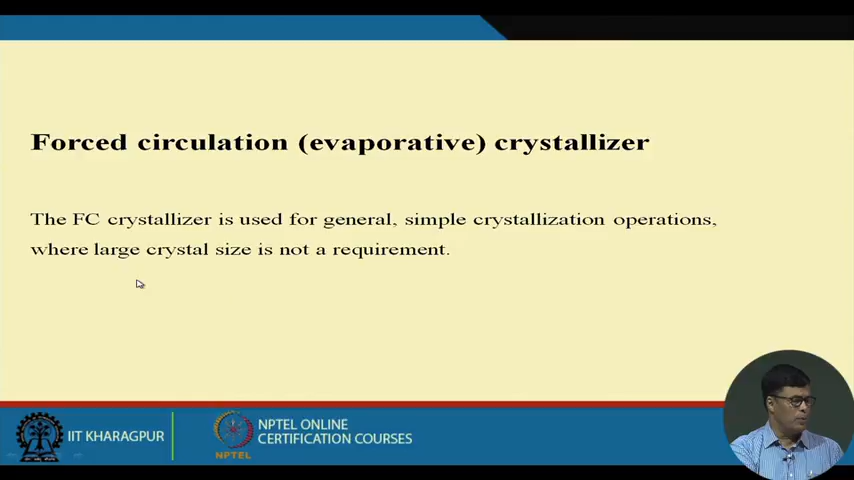 Forced circulation (evaporative) crystallizer
The FC crystallizer is used for general, simple crystallization operations,
where large crystal size is not a requirement.
IIT KHARAGPUR
NPTEL
NPTEL ONLINE
CERTIFICATION COURSES